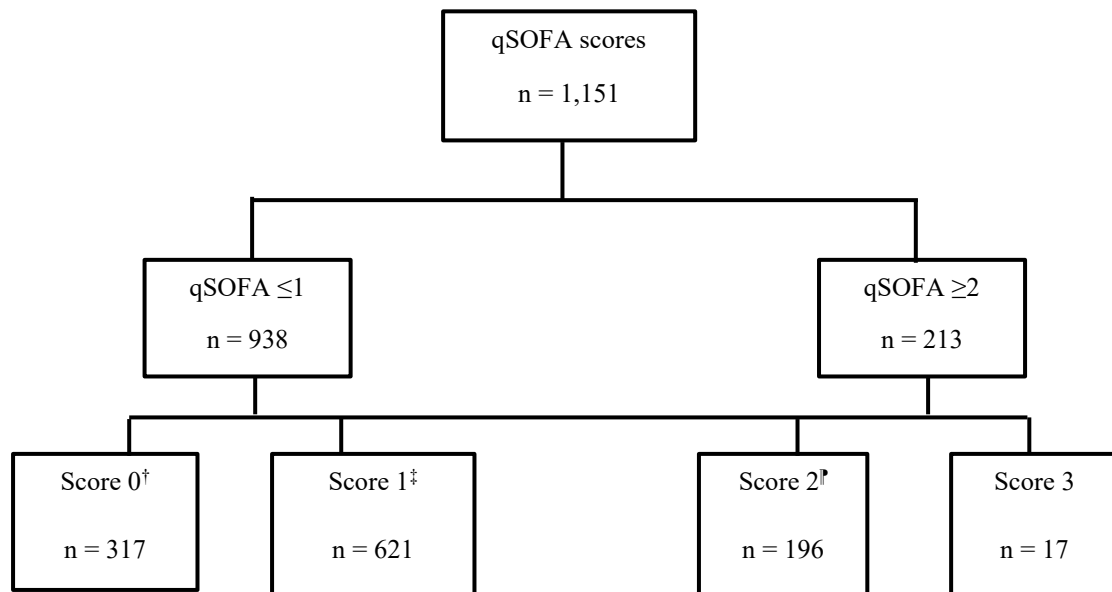 qSOFA scores
n = 1,151
qSOFA ≤1
n = 938
qSOFA ≥2
n = 213
Score 0†
n = 317
Score 1‡
n = 621
Score 2⁋
n = 196
Score 3
n = 17